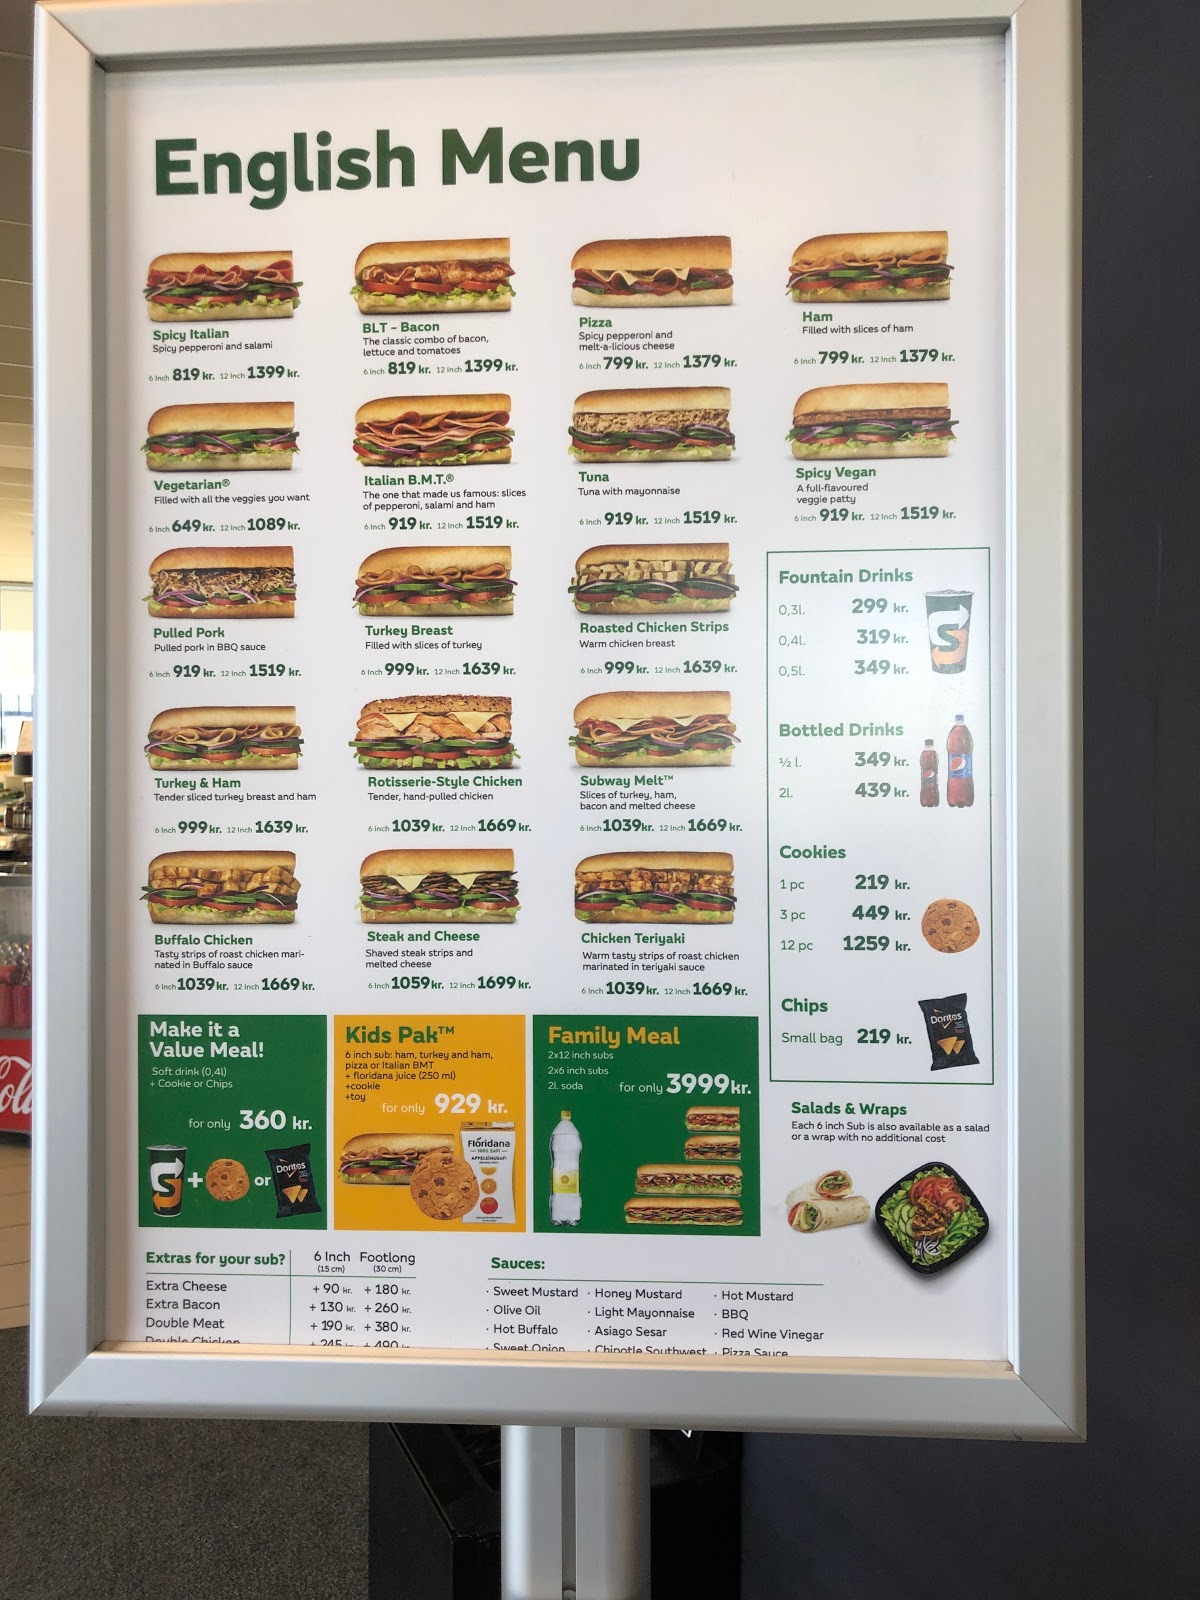 English Menu
Spicy Italian
Spicy pepperoni and salami
6 Inch 819 kr. 12 Inch 1399 kr.
BLT - Bacon
The classic combo of bacon,
lettuce and tomatoes
6 Inch 819 kr. 12 Inch 1399 kr.
Pizza
Spicy pepperoni and
melt-a-licious cheese
6 Inch 799 kr. 12 Inch 1379 kr.
Ham
Filled with slices of ham
6 Inch 799 kr. 12 Inch 1379 kr.
Vegetarian®
Filled with all the veggies you want
6 Inch 649 kr. 12 Inch 1089 kr.
Italian B.M.T.®
The one that made us famous: slices
of pepperoni, salami and ham
6 Inch 919 kr. 12 Inch 1519 kr.
Tuna
Tuna with mayonnaise
6 Inch 919 kr. 12 Inch 1519 kr.
Spicy Vegan
A full-flavoured
veggie patty
6 Inch 919 kr. 12 Inch 1519 kr.
Pulled Pork
Pulled pork in BBQ sauce
6 Inch 919 kr. 12 Inch 1519 kr.
Turkey Breast
Filled with slices of turkey
6 Inch 999 kr. 12 Inch 1639 kr.
Roasted Chicken Strips
Warm chicken breast
6 Inch 999 kr. 12 Inch 1639 kr.
Turkey & Ham
Tender sliced turkey breast and ham
6 Inch 999 kr. 12 Inch 1639 kr.
Rotisserie-Style Chicken
Tender, hand-pulled chicken
6 Inch 1039 kr. 12 Inch 1669 kr.
Subway Melt™
Slices of turkey, ham,
bacon and melted cheese
6 Inch 1039kr. 12 Inch 1669 kr.
Buffalo Chicken
Tasty strips of roast chicken mari-
nated in Buffalo sauce
6 Inch 1039kr. 12 Inch 1669 kr.
Steak and Cheese
Shaved steak strips and
melted cheese
6 Inch 1059kr. 12 Inch 1699 kr.
Chicken Teriyaki
Warm tasty strips of roast chicken
marinated in teriyaki sauce
6 Inch 1039kr. 12 Inch 1669 kr.
Fountain Drinks
0,3l. 299 kr.
0,4l. 319 kr.
0,5l. 349 kr.
Bottled Drinks
½ l. 349 kr.
2l. 439 kr.
Cookies
1 pc 219 kr.
3 pc 449 kr.
12 pc 1259 kr.
Chips
Small bag 219 kr.
Doritos
Make it a
Value Meal!
Soft drink (0,4l)
+ Cookie or Chips
for only 360 kr.
+ or
Doritos
Kids Pak™
6 inch sub: ham, turkey and ham,
pizza or Italian BMT
+ floridana juice (250 ml)
+cookie
+toy
for only 929 kr.
Floridana
100% SAFI
APPELSÍNUSAFI
Family Meal
2x12 inch subs
2x6 inch subs
2l. soda
for only 3999kr.
Salads & Wraps
Each 6 inch Sub is also available as a salad
or a wrap with no additional cost
Extras for your sub? 6 Inch Footlong
(15 cm) (30 cm)
Extra Cheese + 90 kr. + 180 kr.
Extra Bacon + 130 kr. + 260 kr.
Double Meat + 190 kr. + 380 kr.
Double Chicken + 245 kr. + 490 kr.
Sauces:
· Sweet Mustard · Honey Mustard · Hot Mustard
· Olive Oil · Light Mayonnaise · BBQ
· Hot Buffalo · Asiago Sesar · Red Wine Vinegar
· Sweet Onion · Chipotle Southwest · Pizza Sauce